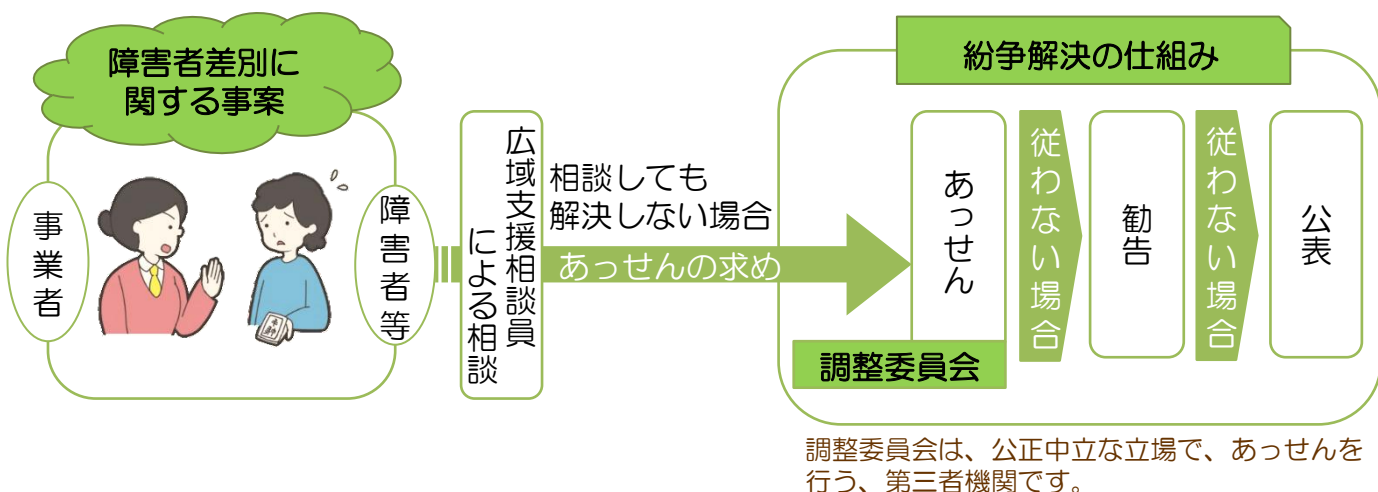 障害者差別に
関する事案
事業者
障害者等
広域支援相談員
による相談
相談しても
解決しない場合
あっせんの求め
紛争解決の仕組み
あっせん
調整委員会
従わない場合
勧告
従わない場合
公表
調整委員会は、公正中立な立場で、あっせんを
行う、第三者機関です。